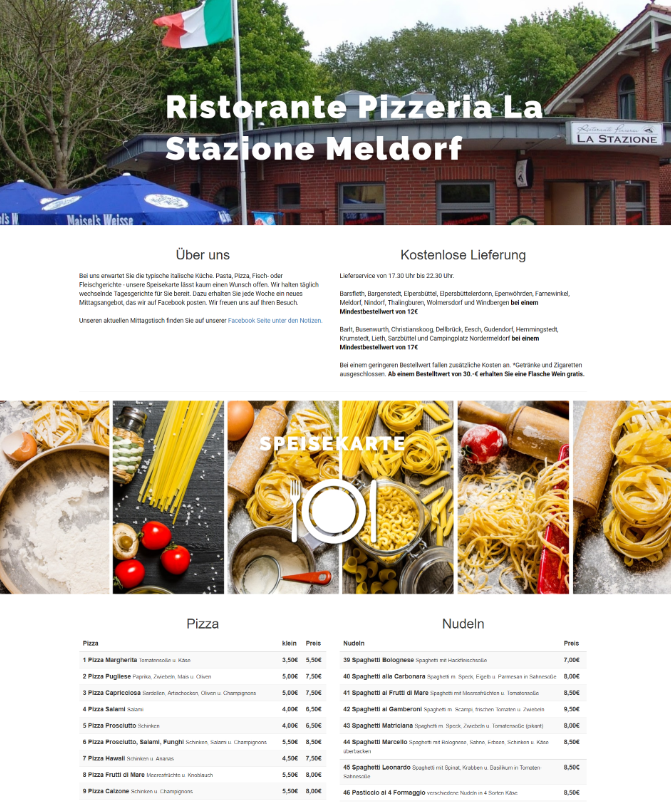 Ristorante Pizzeria La
Stazione Meldorf
LA STAZIONE
Maisel's Weisse
Über uns
Bei uns erwartet Sie die typische italische Küche. Pasta, Pizza, Fisch- oder
Fleischgerichte - unsere Speisekarte lässt kaum einen Wunsch offen. Wir halten täglich
wechselnde Tagesgerichte für Sie bereit. Dazu erhalten Sie jede Woche ein neues
Mittagsangebot, das wir auf Facebook posten. Wir freuen uns auf Ihren Besuch.
Unseren aktuellen Mittagstisch finden Sie auf unserer Facebook Seite unter den Notizen.
Kostenlose Lieferung
Lieferservice von 17.30 Uhr bis 22.30 Uhr.
Barsfleth, Bargenstedt, Elpersbüttel, Elpersbüttelerdonn, Epenwöhrden, Farnewinkel,
Meldorf, Nindorf, Thalingburen, Wolmersdorf und Windbergen bei einem
Mindestbestellwert von 12€
Barlt, Busenwurth, Christianskoog, Dellbrück, Eesch, Gudendorf, Hemmingstedt,
Krumstedt, Lieth, Sarzbüttel und Campingplatz Nordermeldorf bei einem
Mindestbestellwert von 17€
Bei einem geringeren Bestellwert fallen zusätzliche Kosten an. *Getränke und Zigaretten
ausgeschlossen. Ab einem Bestelltwert von 30,-€ erhalten Sie eine Flasche Wein gratis.
SPEISEKARTE
Pizza
Pizza klein Preis
1 Pizza Margherita Tomatensoße u. Käse 3,50€ 5,50€
2 Pizza Pugliese Paprika, Zwiebeln, Mais u. Oliven 5,00€ 7,50€
3 Pizza Capricciosa Sardellen, Artischocken, Oliven u. Champignons 5,00€ 7,50€
4 Pizza Salami Salami 4,00€ 6,50€
5 Pizza Prosciutto Schinken 4,00€ 6,50€
6 Pizza Prosciutto, Salami, Funghi Schinken, Salami u. Champignons 5,50€ 8,50€
7 Pizza Hawaii Schinken u. Ananas 4,50€ 7,50€
8 Pizza Frutti di Mare Meeresfrüchte u. Knoblauch 5,50€ 8,00€
9 Pizza Calzone Schinken u. Champignons 5,50€ 8,00€
Nudeln
Nudeln Preis
39 Spaghetti Bolognese Spaghetti mit Hackfleischsoße 7,00€
40 Spaghetti alla Carbonara Spaghetti m. Speck, Eigelb u. Parmesan in Sahnesoße 8,00€
41 Spaghetti ai Frutti di Mare Spaghetti mit Meeresfrüchten u. Tomatensoße 8,50€
42 Spaghetti ai Gamberoni Spaghetti m. Scampi, frischen Tomaten u. Zwiebeln 9,50€
43 Spaghetti Matriciana Spaghetti m. Speck, Zwiebeln u. Tomatensoße (pikant) 8,00€
44 Spaghetti Marcello Spaghetti mit Bolognese, Sahne, Erbsen, Schinken u. Käse 8,50€
überbacken
45 Spaghetti Leonardo Spaghetti mit Spinat, Krabben u. Basilikum in Tomaten- 8,50€
Sahnesoße
46 Pasticcio ai 4 Formaggio verschiedene Nudeln in 4 Sorten Käse 8,50€